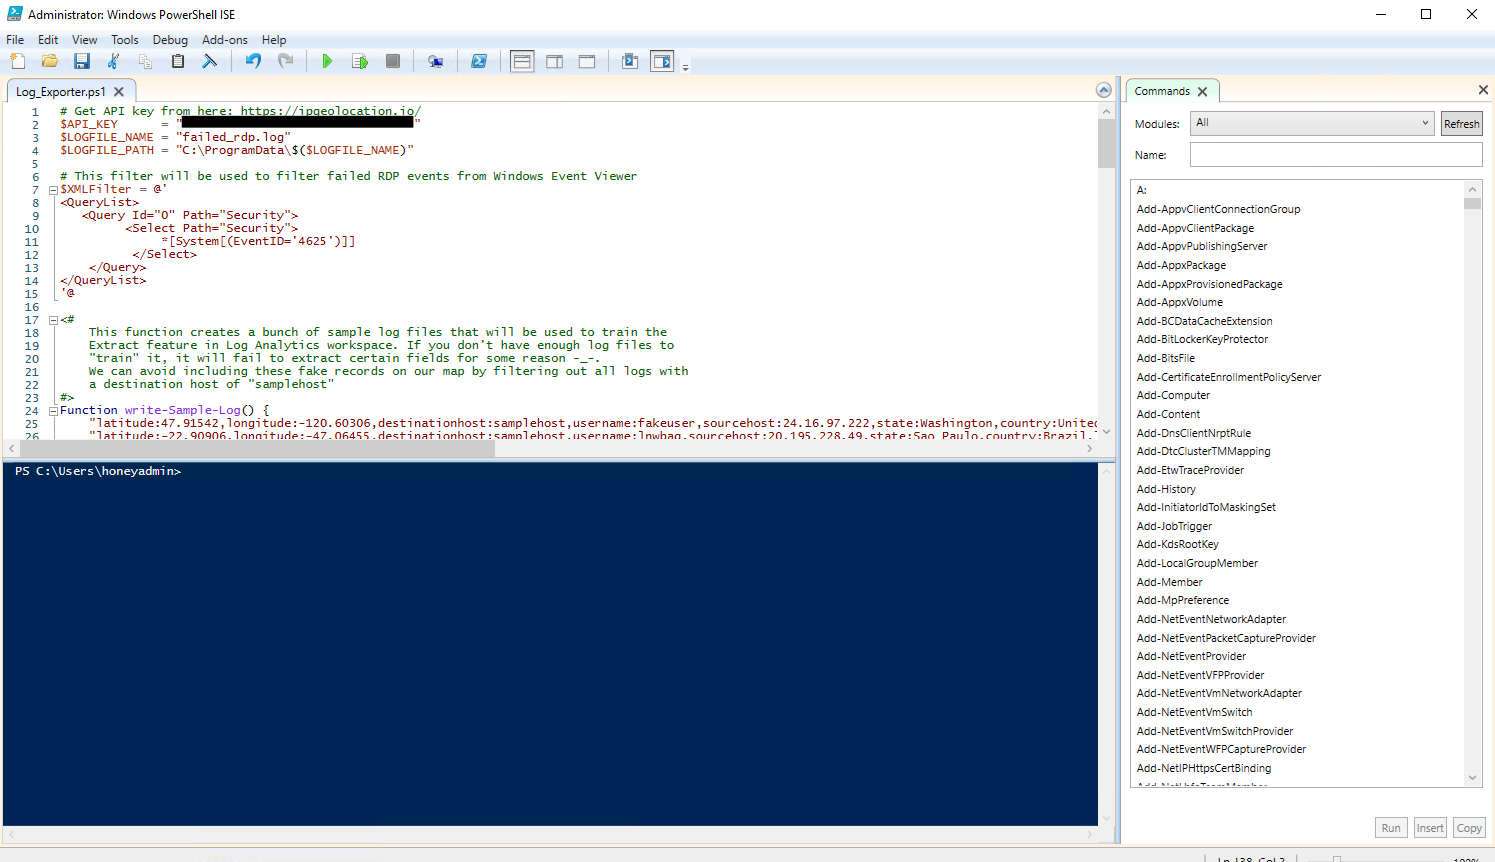 Administrator: Windows PowerShell ISE
File Edit View Tools Debug Add-ons Help
Log_Exporter.ps1
1 # Get API key from here: https://ipgeolocation.io/
2 $API_KEY = " "
3 $LOGFILE_NAME = "failed_rdp.log"
4 $LOGFILE_PATH = "C:\ProgramData\$($LOGFILE_NAME)"
5
6 # This filter will be used to filter failed RDP events from Windows Event Viewer
7 $XMLFilter = @'
8 <QueryList>
9 <Query Id="0" Path="Security">
10 <Select Path="Security">
11 *[System[(EventID='4625')]]
12 </Select>
13 </Query>
14 </QueryList>
15 '@
16
17 <#
18 This function creates a bunch of sample log files that will be used to train the
19 Extract feature in Log Analytics workspace. If you don't have enough log files to
20 "train" it, it will fail to extract certain fields for some reason -_-.
21 We can avoid including these fake records on our map by filtering out all logs with
22 a destination host of "samplehost"
23 #>
24 Function write-Sample-Log() {
25 "latitude:47.91542,longitude:-120.60306,destinationhost:samplehost,username:fakeuser,sourcehost:24.16.97.222,state:Washington,country:United
26 "latitude:-22.90906,longitude:-47.06455,destinationhost:samplehost,username:lnwbaq,sourcehost:20.195.228.49,state:Sao Paulo,country:Brazil,
PS C:\Users\honeyadmin>
Commands
Modules: All Refresh
Name:
A:
Add-AppvClientConnectionGroup
Add-AppvClientPackage
Add-AppvPublishingServer
Add-AppxPackage
Add-AppxProvisionedPackage
Add-AppxVolume
Add-BCDataCacheExtension
Add-BitLockerKeyProtector
Add-BitsFile
Add-CertificateEnrollmentPolicyServer
Add-Computer
Add-Content
Add-DnsClientNrptRule
Add-DtcClusterTMMapping
Add-EtwTraceProvider
Add-History
Add-InitiatorIdToMaskingSet
Add-JobTrigger
Add-KdsRootKey
Add-LocalGroupMember
Add-Member
Add-MpPreference
Add-NetEventNetworkAdapter
Add-NetEventPacketCaptureProvider
Add-NetEventProvider
Add-NetEventVFPProvider
Add-NetEventVmNetworkAdapter
Add-NetEventVmSwitch
Add-NetEventVmSwitchProvider
Add-NetEventWFPCaptureProvider
Add-NetIPHttpsCertBinding
Add-NetLbfoTeamMember
Run Insert Copy
Ln 138 Col 2 100%